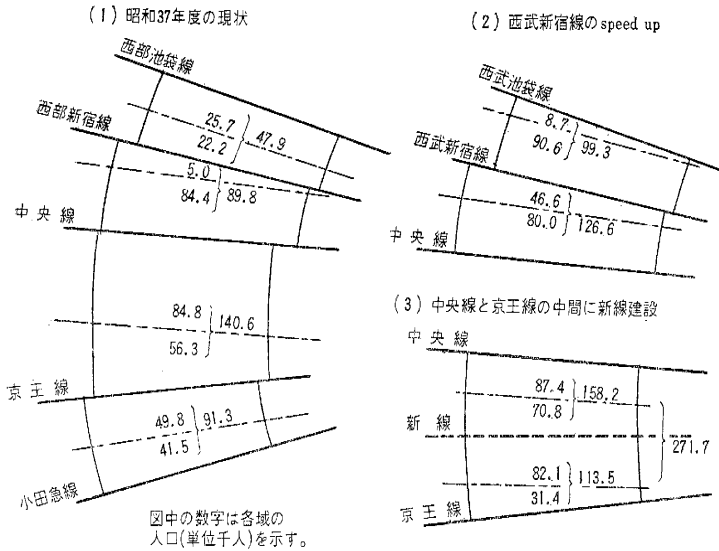 (1) 昭和37年度の現状
西部池袋線
25.7
22.2
47.9
西部新宿線
5.0
84.4
89.8
中央線
84.8
56.3
140.6
京王線
49.8
41.5
91.3
小田急線
図中の数字は各域の
人口(単位千人)を示す。
(2) 西武新宿線のspeed up
西武池袋線
8.7
90.6
99.3
西武新宿線
46.6
80.0
126.6
中央線
(3) 中央線と京王線の中間に新線建設
中央線
87.4
70.8
158.2
新線
271.7
82.1
31.4
113.5
京王線